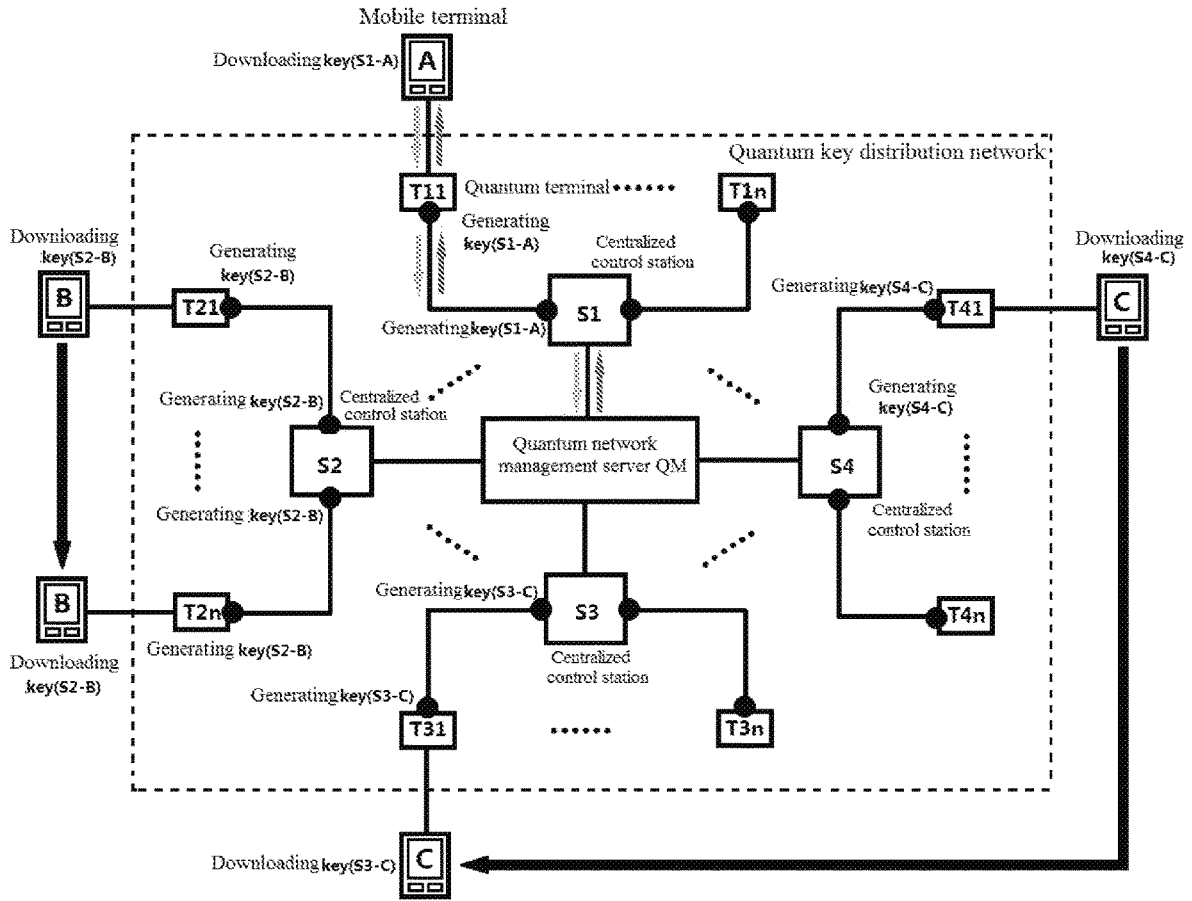 Mobile terminal
Downloading key(S1-A)
A
Quantum key distribution network
T11
Quantum terminal
T1n
Generating
key(S1-A)
Downloading
key(S2-B)
Generating
key(S2-B)
Centralized
control station
Downloading
key(S4-C)
B
T21
Generating key(S1-A)
S1
Generating key(S4-C)
T41
C
Generating key(S2-B)
Centralized
control station
Generating
key(S4-C)
S2
Quantum network
management server QM
S4
Generating key(S2-B)
Centralized
control station
B
T2n
Generating key(S3-C)
S3
T4n
Generating key(S2-B)
Centralized
control station
Downloading
key(S2-B)
Generating key(S3-C)
T31
T3n
Downloading key(S3-C)
C